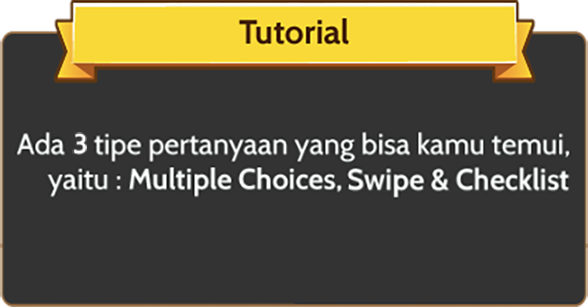 Tutorial
Ada 3 tipe pertanyaan yang bisa kamu temui,
yaitu : Multiple Choices, Swipe & Checklist